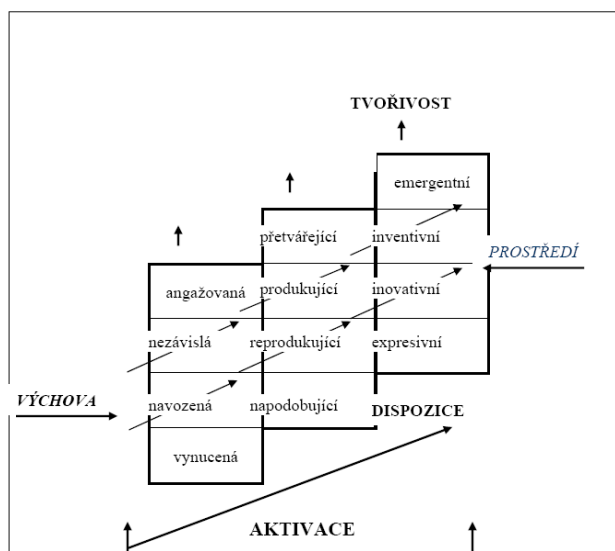 TVOŘIVOST
emergentní
přetvářející inventivní
PROSTŘEDÍ
angažovaná produkující inovativní
nezávislá reprodukující expresivní
VÝCHOVA
navozená napodobující DISPOZICE
vynucená
AKTIVACE